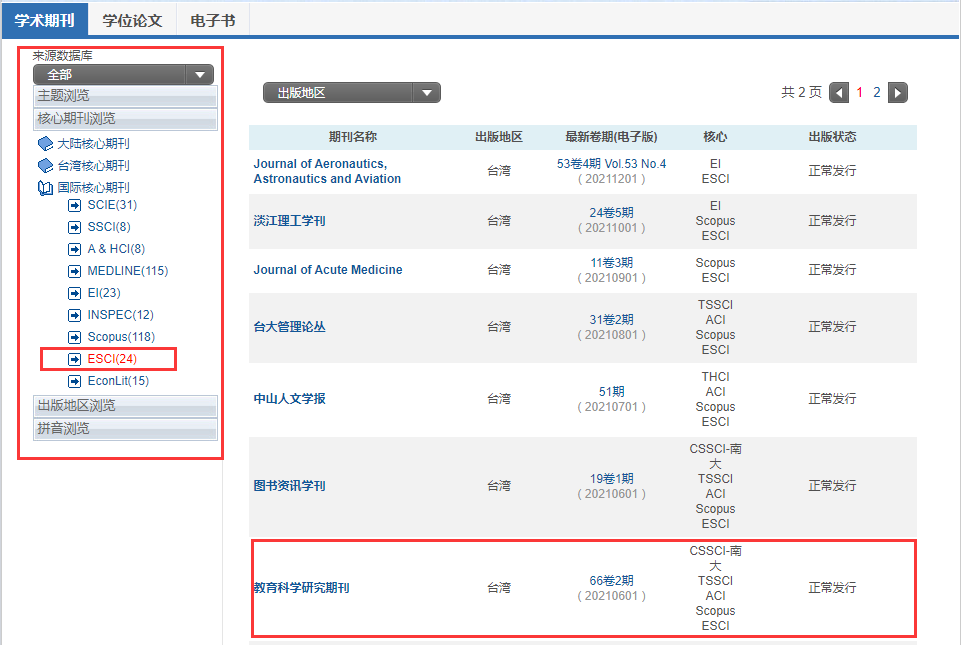 学术期刊 学位论文 电子书
来源数据库
全部
主题浏览
核心期刊浏览
大陆核心期刊
台湾核心期刊
国际核心期刊
SCIE(31)
SSCI(8)
A & HCI(8)
MEDLINE(115)
EI(23)
INSPEC(12)
Scopus(118)
ESCI(24)
EconLit(15)
出版地区浏览
拼音浏览
出版地区
共 2 页 1 2
期刊名称 出版地区 最新卷期(电子版) 核心 出版状态
Journal of Aeronautics,
Astronautics and Aviation
台湾
53卷4期 Vol.53 No.4
( 20211201 )
EI
ESCI
正常发行
淡江理工学刊
台湾
24卷5期
( 20211001 )
EI
Scopus
ESCI
正常发行
Journal of Acute Medicine
台湾
11卷3期
( 20210901 )
Scopus
ESCI
正常发行
台大管理论丛
台湾
31卷2期
( 20210801 )
TSSCI
ACI
Scopus
ESCI
正常发行
中山人文学报
台湾
51期
( 20210701 )
THCI
ACI
Scopus
ESCI
正常发行
图书资讯学刊
台湾
19卷1期
( 20210601 )
CSSCI-南
大
TSSCI
ACI
Scopus
ESCI
正常发行
教育科学研究期刊
台湾
66卷2期
( 20210601 )
CSSCI-南
大
TSSCI
ACI
Scopus
ESCI
正常发行